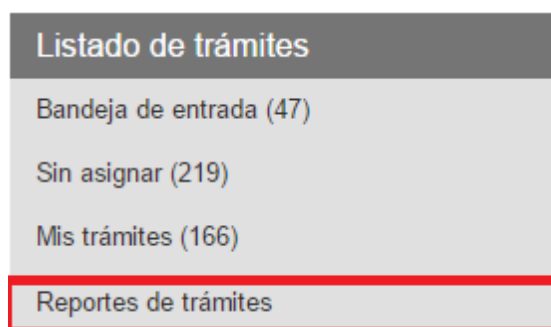 Listado de trámites
Bandeja de entrada (47)
Sin asignar (219)
Mis trámites (166)
Reportes de trámites